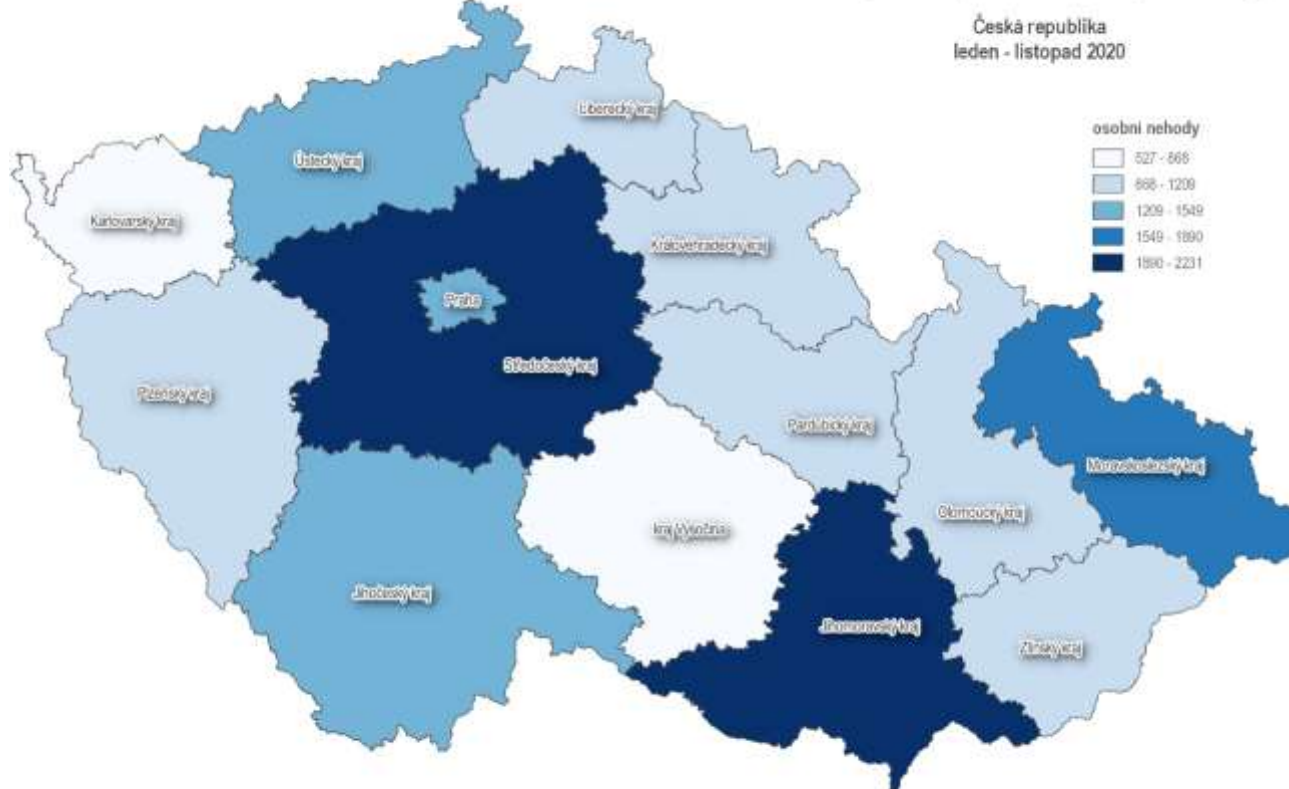 Česká republika
leden - listopad 2020
osobní nehody
527 - 868
868 - 1209
1209 - 1549
1549 - 1890
1890 - 2231
Liberecký kraj
Ústecký kraj
Karlovarský kraj
Královéhradecký kraj
Praha
Středočeský kraj
Plzeňský kraj
Pardubický kraj
Moravskoslezský kraj
Olomoucký kraj
kraj Vysočina
Jihočeský kraj
Jihomoravský kraj
Zlínský kraj